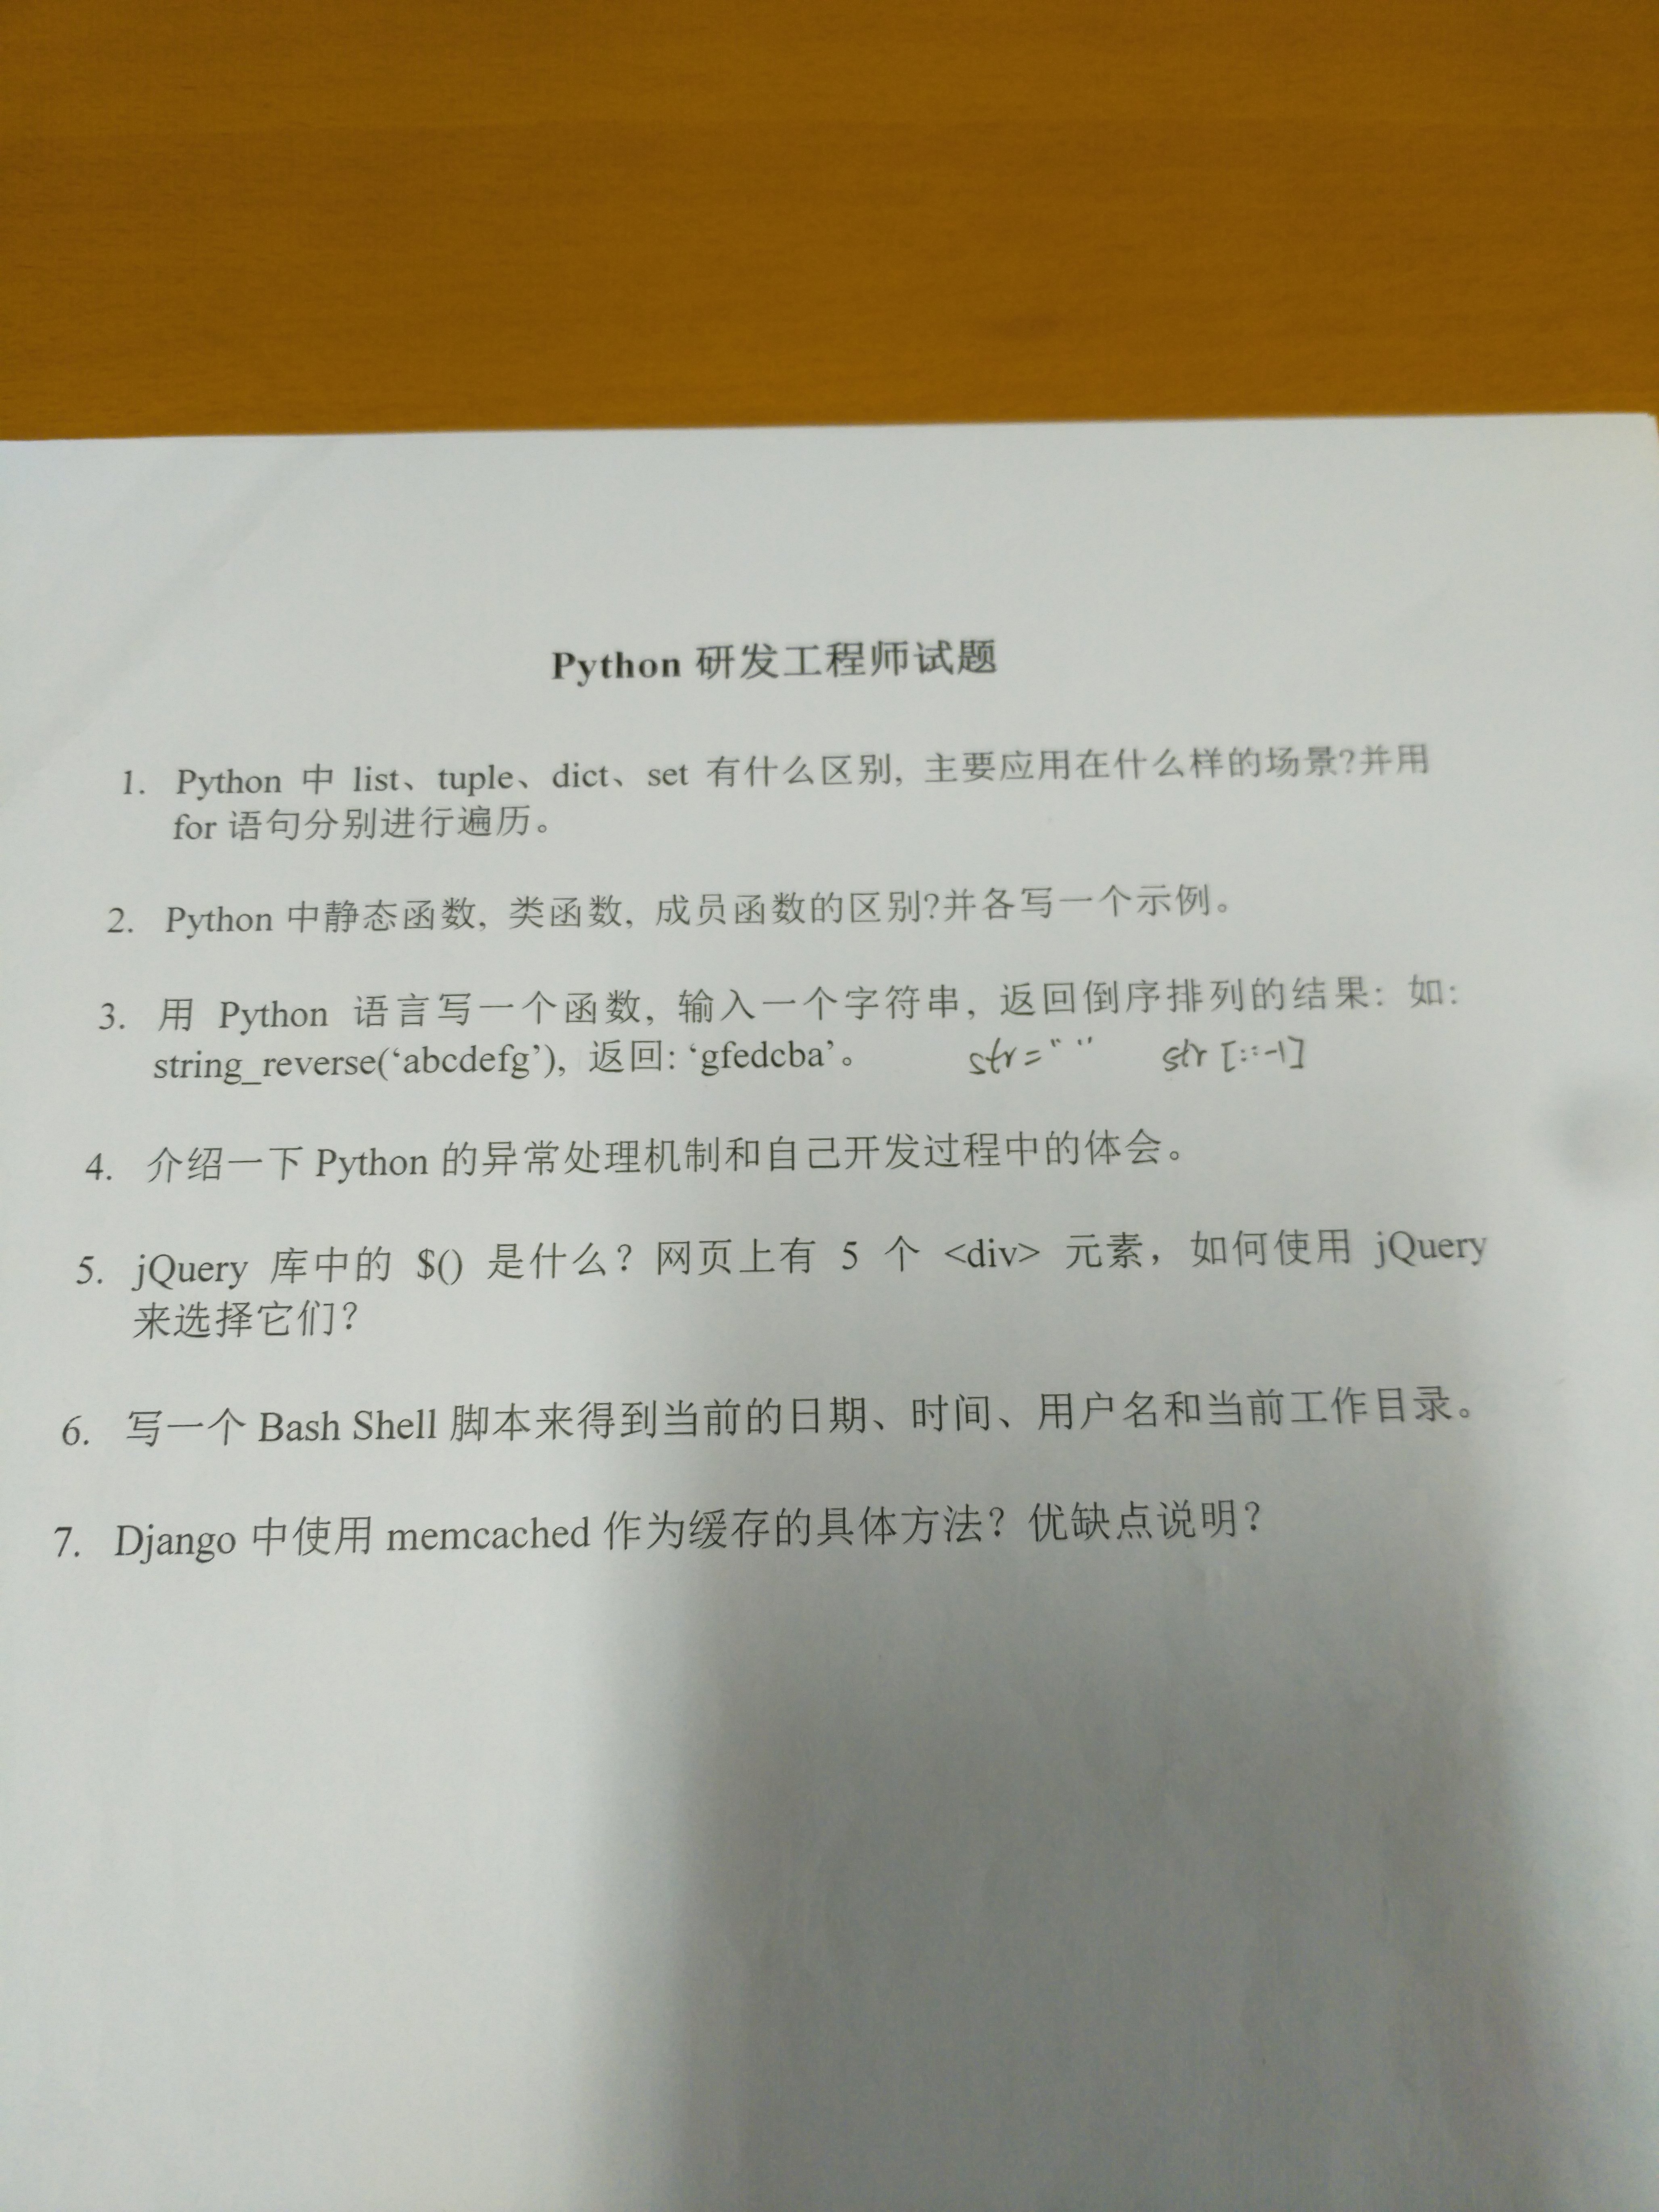 Python 研发工程师试题
1. Python 中 list、tuple、dict、set 有什么区别, 主要应用在什么样的场景?并用
for 语句分别进行遍历。
2. Python 中静态函数, 类函数, 成员函数的区别?并各写一个示例。
3. 用 Python 语言写一个函数, 输入一个字符串, 返回倒序排列的结果: 如:
string_reverse(‘abcdefg’), 返回: ‘gfedcba’。 str = “ ” str [::-1]
4. 介绍一下 Python 的异常处理机制和自己开发过程中的体会。
5. jQuery 库中的 $() 是什么？网页上有 5 个 <div> 元素，如何使用 jQuery
来选择它们？
6. 写一个 Bash Shell 脚本来得到当前的日期、时间、用户名和当前工作目录。
7. Django 中使用 memcached 作为缓存的具体方法？优缺点说明？